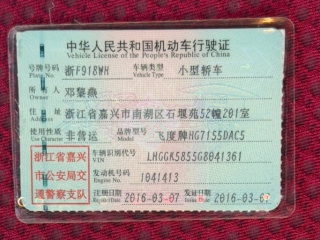 中华人民共和国机动车行驶证
Vehicle License of the People's Republic of China
号牌号码 浙F918WH 车辆类型 小型轿车
Plate No. Vehicle Type
所有人 邓黎燕
Owner
住址 浙江省嘉兴市南湖区石堰苑52幢201室
Address
使用性质 非营运 品牌型号 飞度牌HG7155DAC5
Use Character Model
浙江省嘉兴市公安局交通警察支队
车辆识别代号 LHGGK5855G8041361
VIN
发动机号码 1041413
Engine No.
注册日期 2016-03-07 发证日期 2016-03-07
Register Date Issue Date